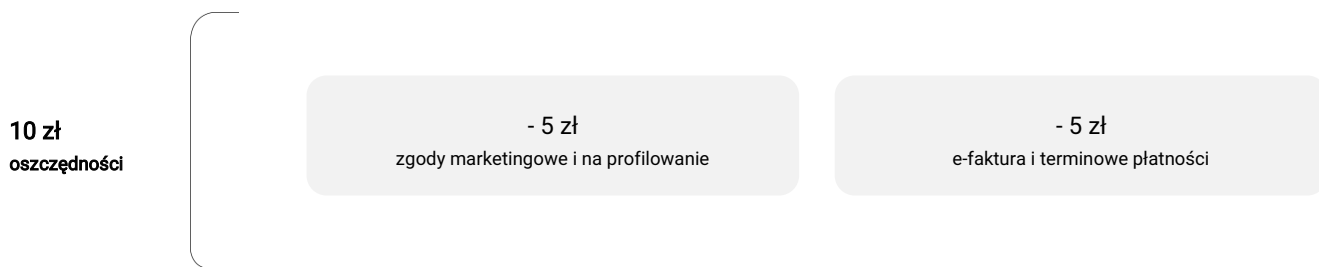 10 zł
oszczędności
- 5 zł
zgody marketingowe i na profilowanie
- 5 zł
e-faktura i terminowe płatności